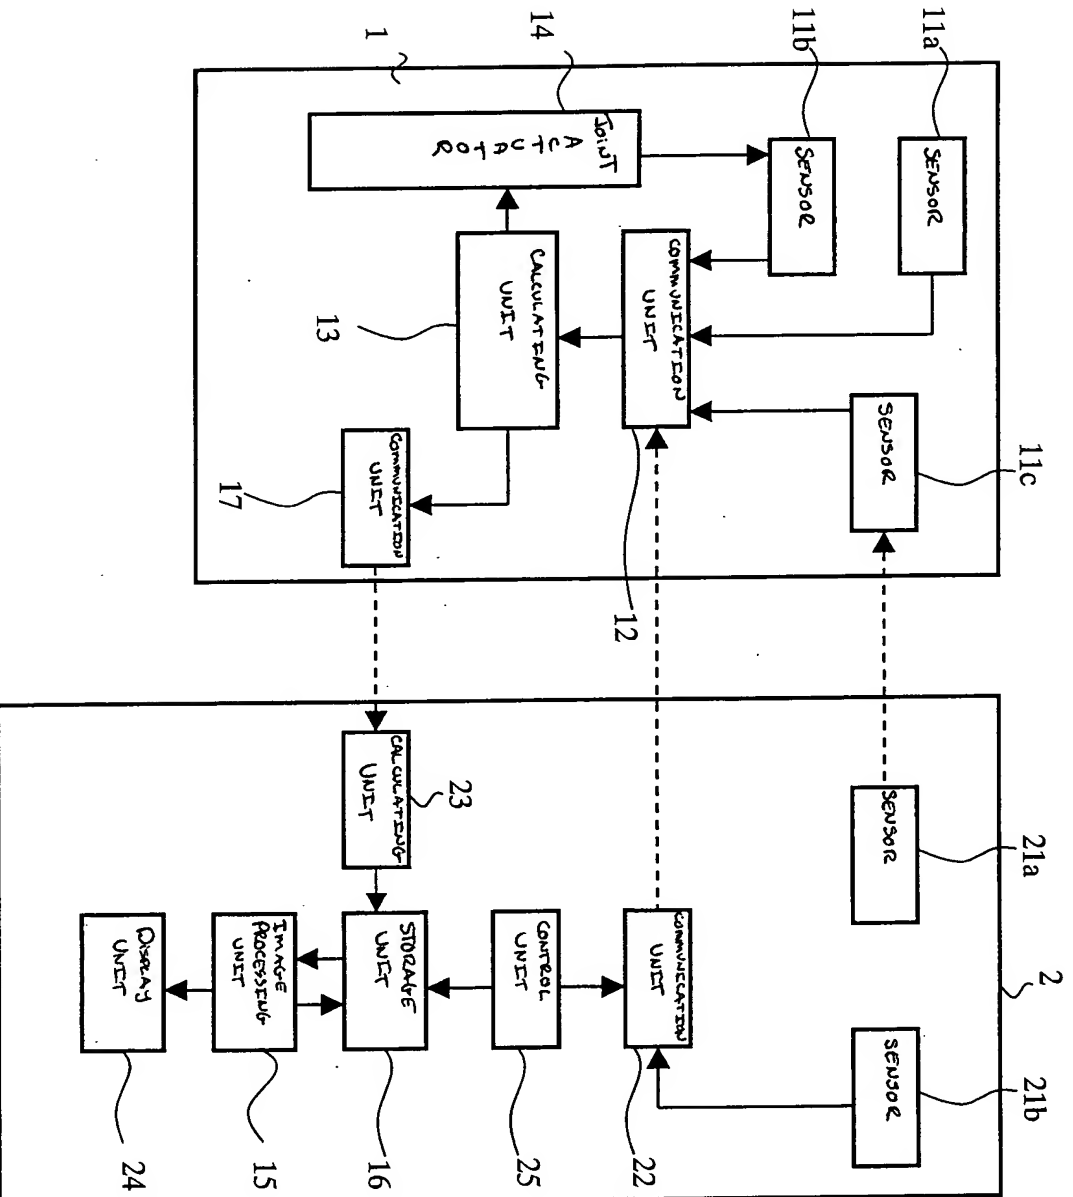 11a
SENSOR
11b
SENSOR
11c
SENSOR
COMMUNICATION
UNIT
12
CALCULATING
UNIT
13
JOINT
ACTUATOR
14
1
COMMUNICATION
UNIT
17
2
21a
SENSOR
21b
SENSOR
COMMUNICATION
UNIT
22
CONTROL
UNIT
25
CALCULATING
UNIT
23
STORAGE
UNIT
16
IMAGE
PROCESSING
UNIT
15
DISPLAY
UNIT
24